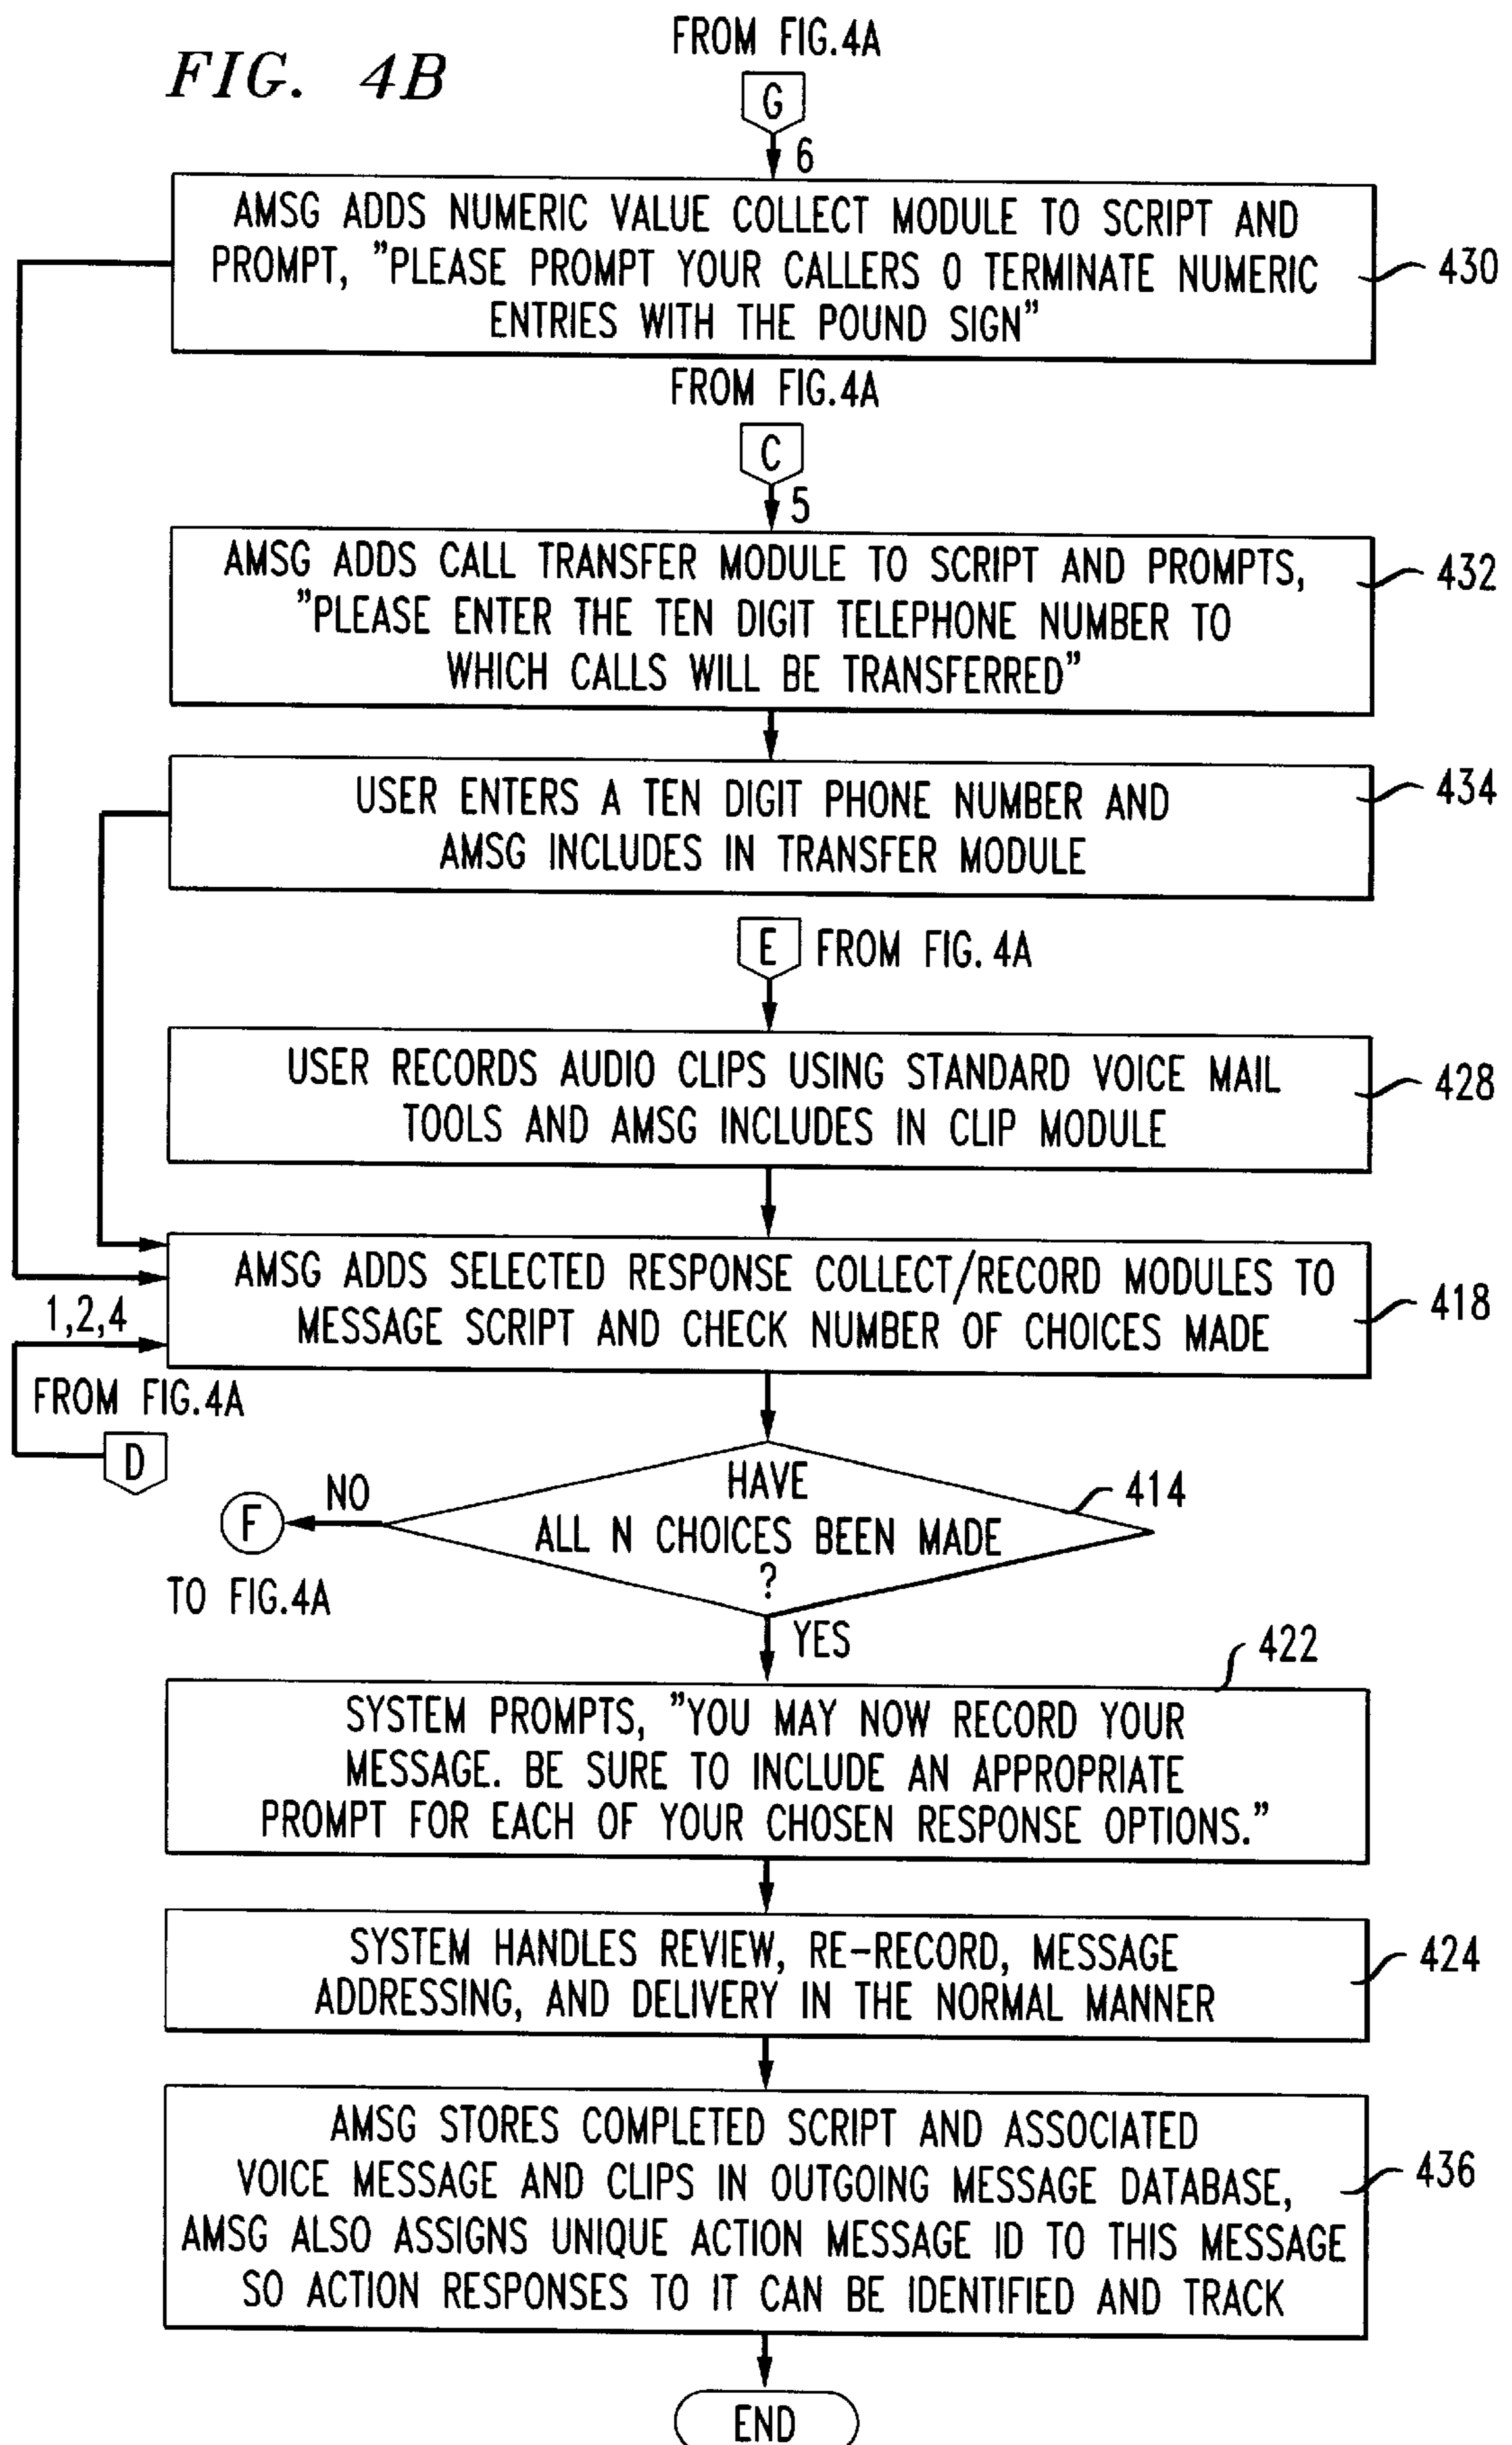 FIG. 4B
FROM FIG.4A
G
6
AMSG ADDS NUMERIC VALUE COLLECT MODULE TO SCRIPT AND
PROMPT, "PLEASE PROMPT YOUR CALLERS O TERMINATE NUMERIC
ENTRIES WITH THE POUND SIGN"
430
FROM FIG.4A
C
5
AMSG ADDS CALL TRANSFER MODULE TO SCRIPT AND PROMPTS,
"PLEASE ENTER THE TEN DIGIT TELEPHONE NUMBER TO
WHICH CALLS WILL BE TRANSFERRED"
432
USER ENTERS A TEN DIGIT PHONE NUMBER AND
AMSG INCLUDES IN TRANSFER MODULE
434
E FROM FIG. 4A
USER RECORDS AUDIO CLIPS USING STANDARD VOICE MAIL
TOOLS AND AMSG INCLUDES IN CLIP MODULE
428
AMSG ADDS SELECTED RESPONSE COLLECT/RECORD MODULES TO
MESSAGE SCRIPT AND CHECK NUMBER OF CHOICES MADE
418
1,2,4
FROM FIG.4A
D
HAVE
ALL N CHOICES BEEN MADE
?
414
NO
F
TO FIG.4A
YES
422
SYSTEM PROMPTS, "YOU MAY NOW RECORD YOUR
MESSAGE. BE SURE TO INCLUDE AN APPROPRIATE
PROMPT FOR EACH OF YOUR CHOSEN RESPONSE OPTIONS."
SYSTEM HANDLES REVIEW, RE-RECORD, MESSAGE
ADDRESSING, AND DELIVERY IN THE NORMAL MANNER
424
AMSG STORES COMPLETED SCRIPT AND ASSOCIATED
VOICE MESSAGE AND CLIPS IN OUTGOING MESSAGE DATABASE,
AMSG ALSO ASSIGNS UNIQUE ACTION MESSAGE ID TO THIS MESSAGE
SO ACTION RESPONSES TO IT CAN BE IDENTIFIED AND TRACK
436
END